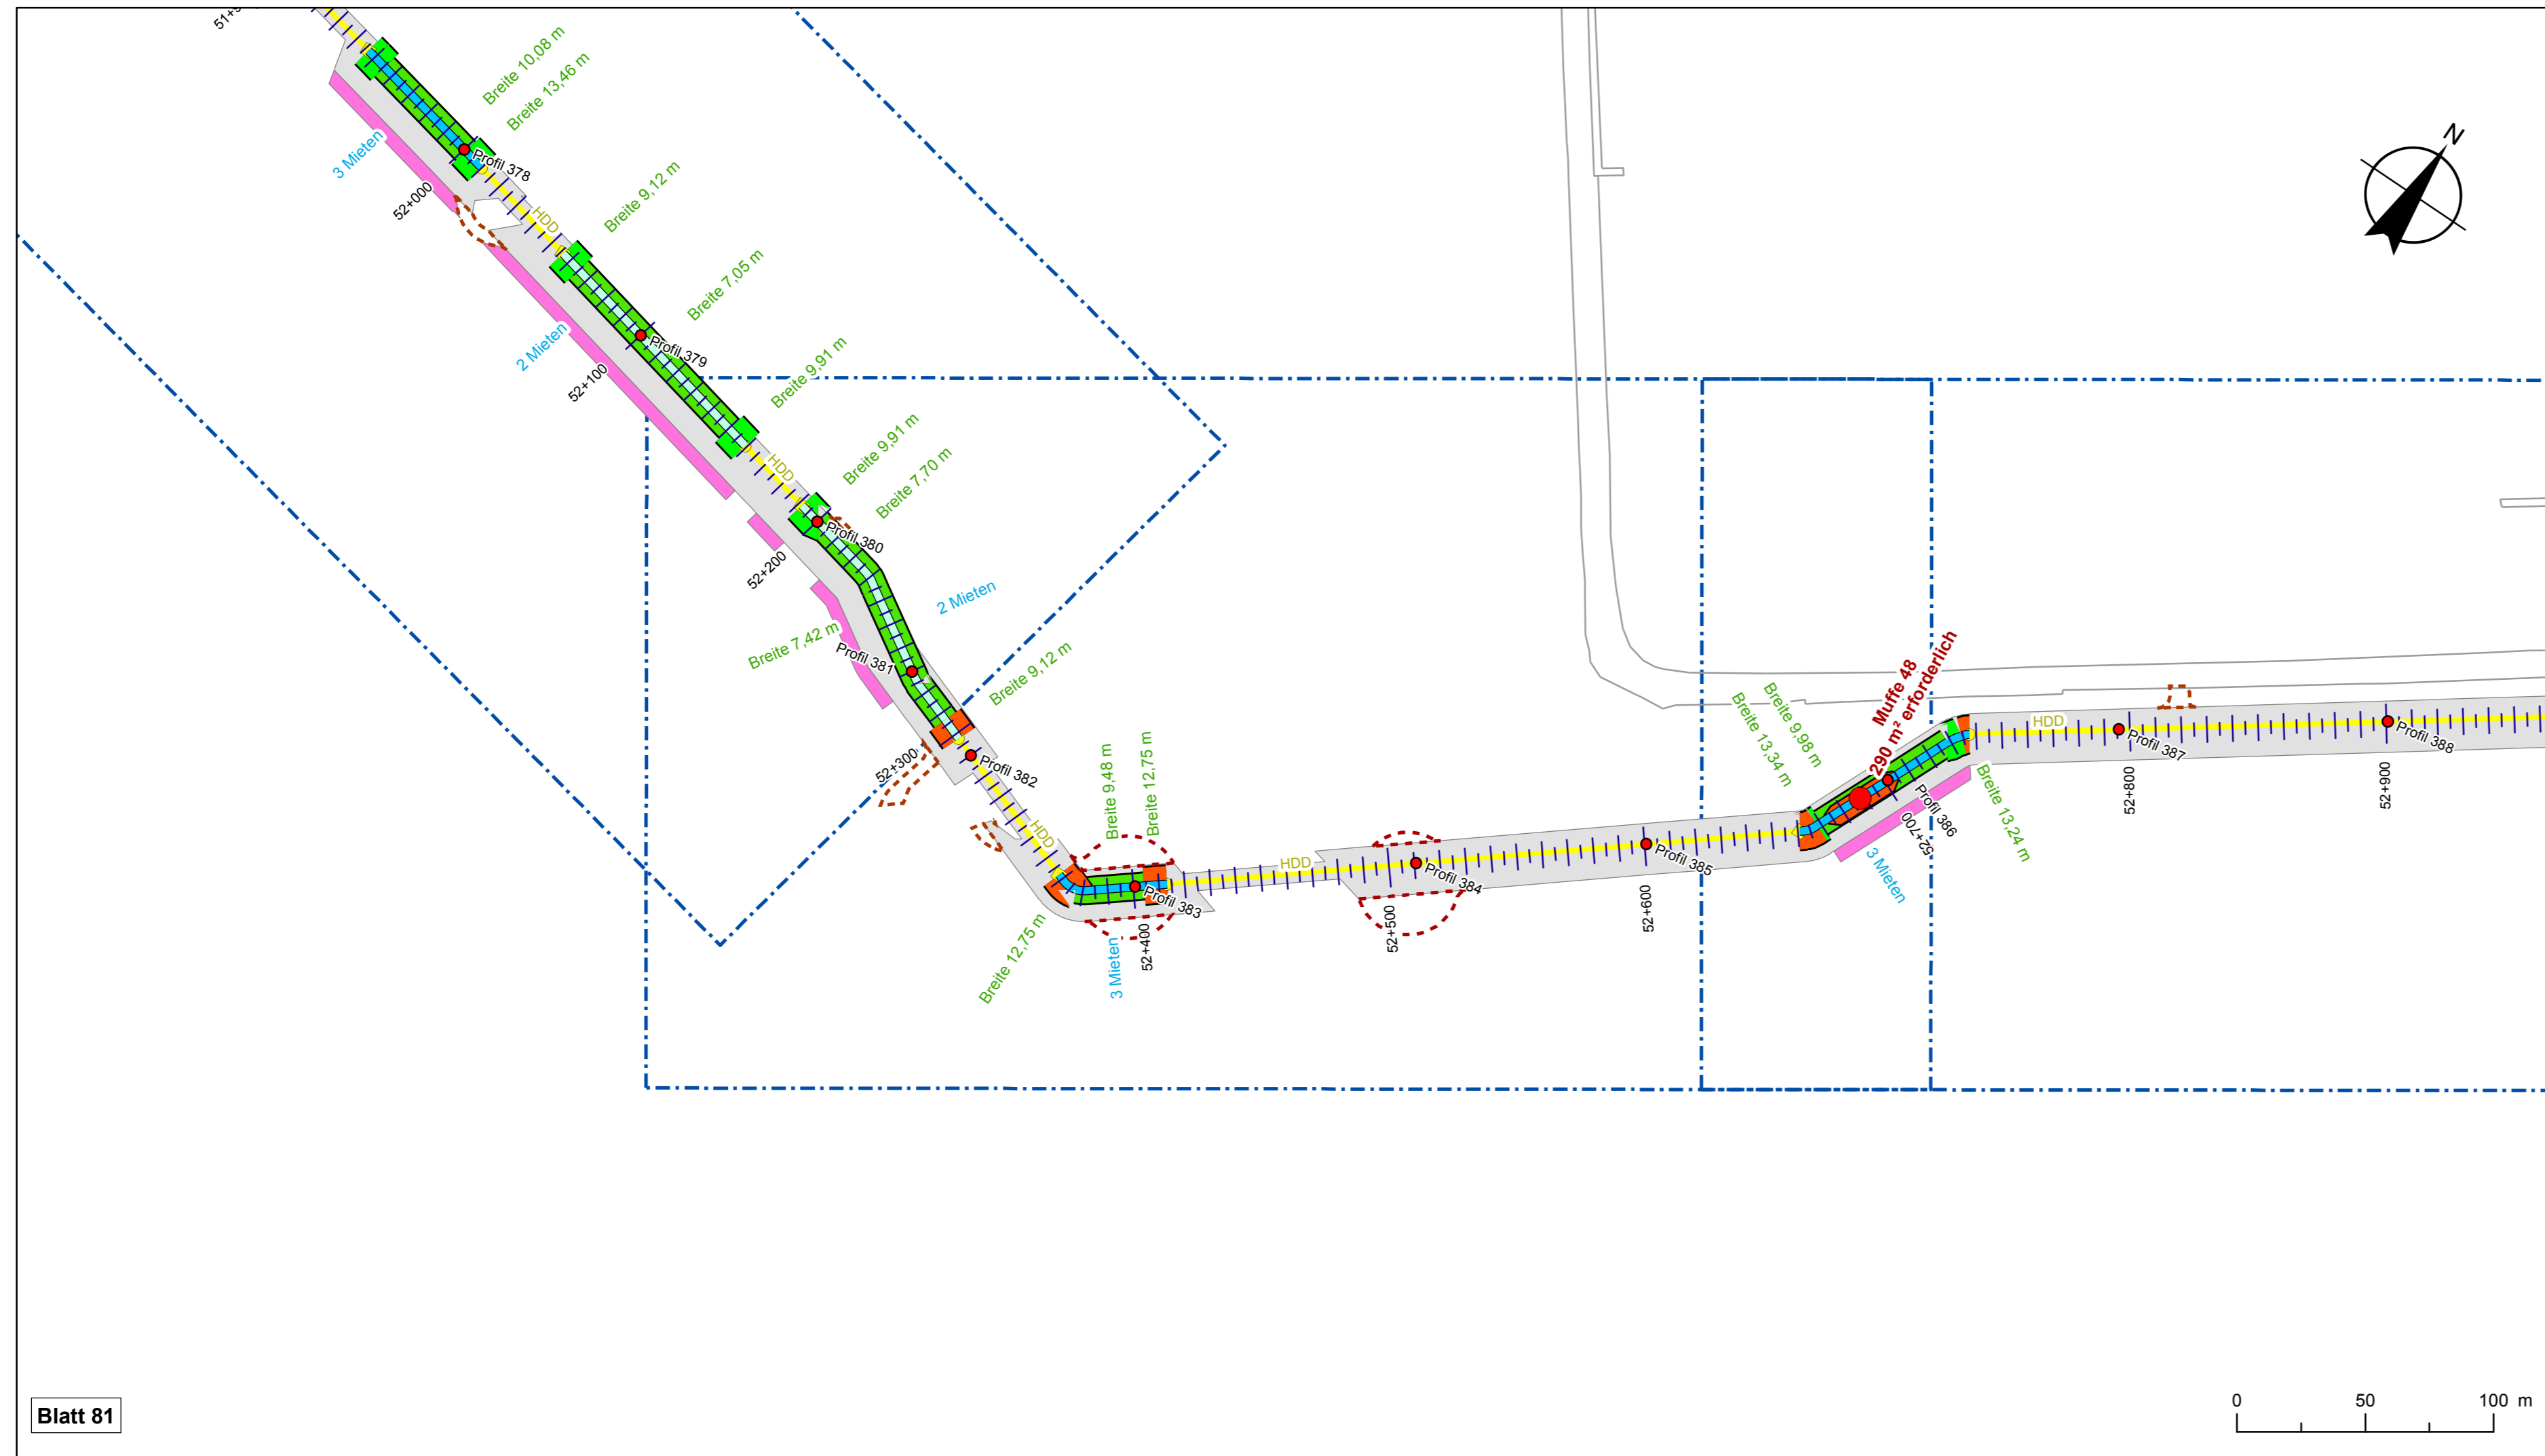 Breite 10,08 m
Breite 13,46 m
3 Mieten
Profil 378
52+000
HDD
Breite 9,12 m
Breite 7,05 m
2 Mieten
Profil 379
52+100
Breite 9,91 m
HDD
Breite 9,91 m
Breite 7,70 m
Profil 380
52+200
2 Mieten
Breite 7,42 m
Profil 381
Breite 9,12 m
52+300
Profil 382
HDD
Breite 9,48 m
Breite 12,75 m
Profil 383
Breite 12,75 m
3 Mieten
52+400
HDD
Profil 384
52+500
Profil 385
52+600
Breite 13,34 m
Breite 9,98 m
Muffe 48
290 m² erforderlich
Profil 386
52+700
3 Mieten
Breite 13,24 m
HDD
Profil 387
52+800
Profil 388
52+900
N
Blatt 81
0 50 100 m